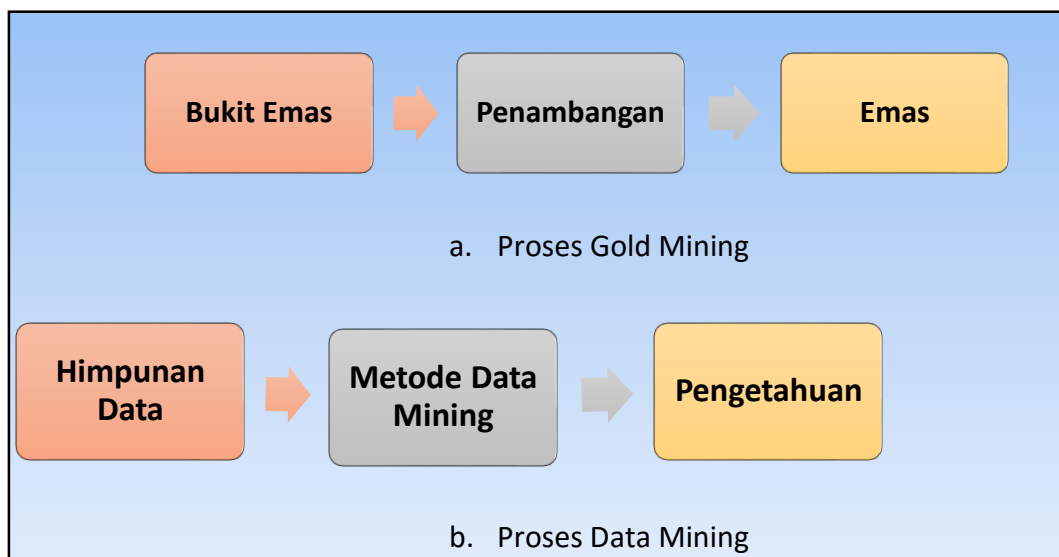 Bukit Emas
Penambangan
Emas
a. Proses Gold Mining
Himpunan
Data
Metode Data
Mining
Pengetahuan
b. Proses Data Mining